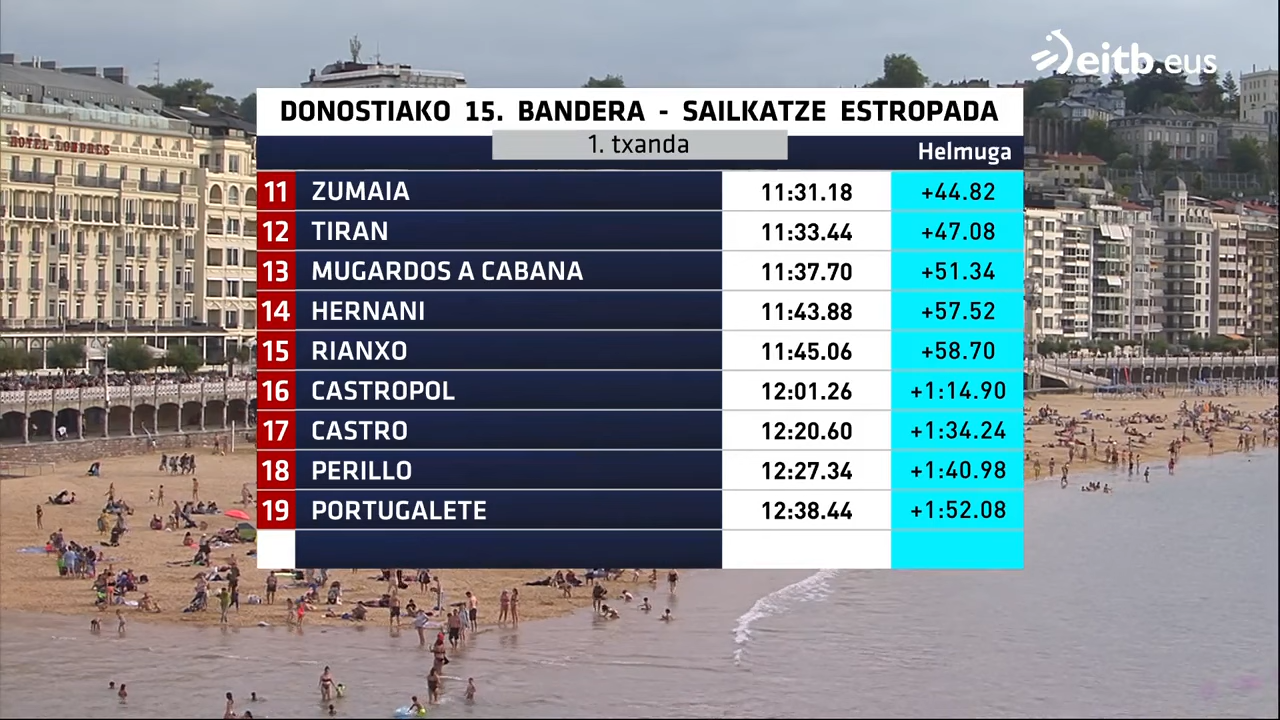 eitb.eus
HOTEL LONDRES
DONOSTIAKO 15. BANDERA - SAILKATZE ESTROPADA
1. txanda
Helmuga
11 ZUMAIA 11:31.18 +44.82
12 TIRAN 11:33.44 +47.08
13 MUGARDOS A CABANA 11:37.70 +51.34
14 HERNANI 11:43.88 +57.52
15 RIANXO 11:45.06 +58.70
16 CASTROPOL 12:01.26 +1:14.90
17 CASTRO 12:20.60 +1:34.24
18 PERILLO 12:27.34 +1:40.98
19 PORTUGALETE 12:38.44 +1:52.08